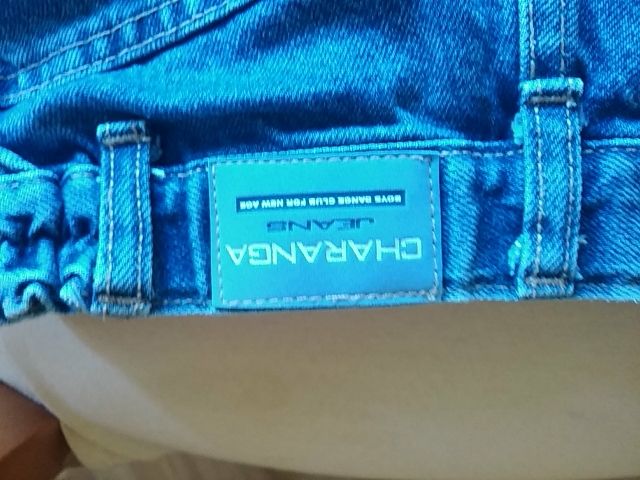 CHARANGA
JEANS
BOYS DANCE CLUB FOR NEW AGE